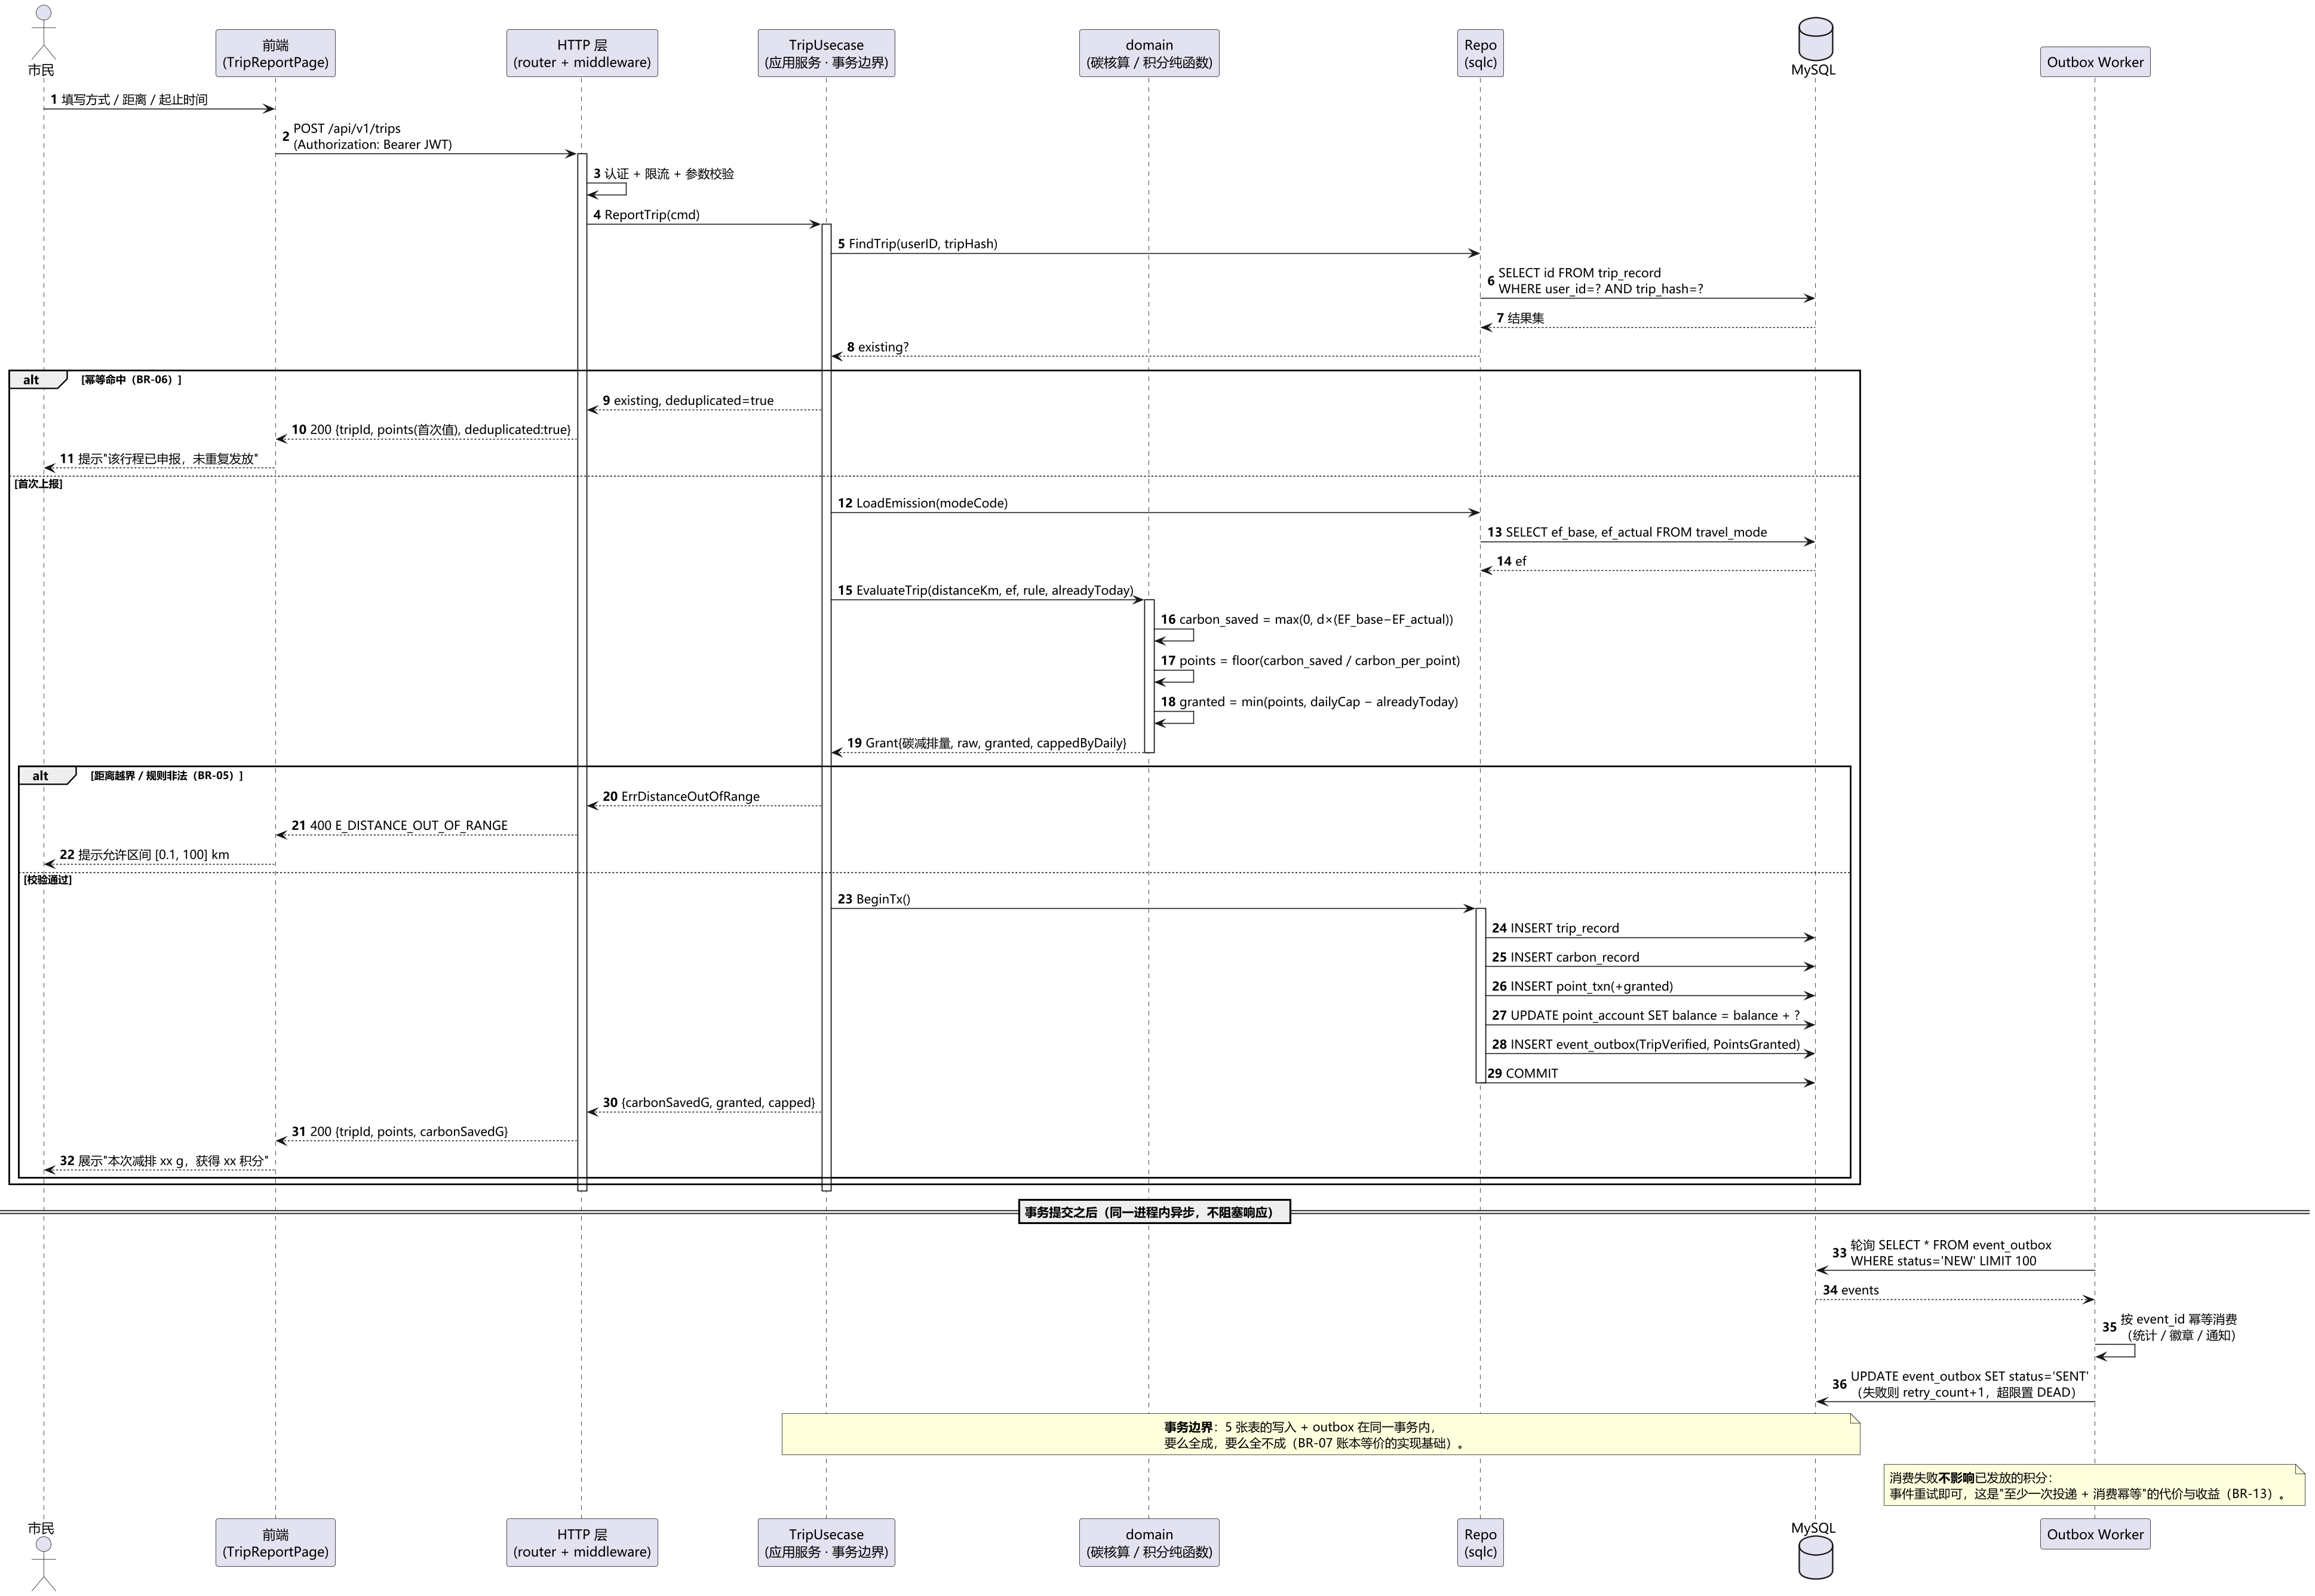 市民
前端
(TripReportPage)
HTTP 层
(router + middleware)
TripUsecase
(应用服务 · 事务边界)
domain
(碳核算 / 积分纯函数)
Repo
(sqlc)
MySQL
Outbox Worker
1 填写方式 / 距离 / 起止时间
2 POST /api/v1/trips
(Authorization: Bearer JWT)
3 认证 + 限流 + 参数校验
4 ReportTrip(cmd)
5 FindTrip(userID, tripHash)
6 SELECT id FROM trip_record
WHERE user_id=? AND trip_hash=?
7 结果集
8 existing?
alt [幂等命中（BR-06）]
9 existing, deduplicated=true
10 200 {tripId, points(首次值), deduplicated:true}
11 提示"该行程已申报，未重复发放"
[首次上报]
12 LoadEmission(modeCode)
13 SELECT ef_base, ef_actual FROM travel_mode
14 ef
15 EvaluateTrip(distanceKm, ef, rule, alreadyToday)
16 carbon_saved = max(0, d×(EF_base−EF_actual))
17 points = floor(carbon_saved / carbon_per_point)
18 granted = min(points, dailyCap − alreadyToday)
19 Grant{碳减排量, raw, granted, cappedByDaily}
alt [距离越界 / 规则非法（BR-05）]
20 ErrDistanceOutOfRange
21 400 E_DISTANCE_OUT_OF_RANGE
22 提示允许区间 [0.1, 100] km
[校验通过]
23 BeginTx()
24 INSERT trip_record
25 INSERT carbon_record
26 INSERT point_txn(+granted)
27 UPDATE point_account SET balance = balance + ?
28 INSERT event_outbox(TripVerified, PointsGranted)
29 COMMIT
30 {carbonSavedG, granted, capped}
31 200 {tripId, points, carbonSavedG}
32 展示"本次减排 xx g，获得 xx 积分"
事务提交之后（同一进程内异步，不阻塞响应）
33 轮询 SELECT * FROM event_outbox
WHERE status='NEW' LIMIT 100
34 events
35 按 event_id 幂等消费
（统计 / 徽章 / 通知）
36 UPDATE event_outbox SET status='SENT'
（失败则 retry_count+1，超限置 DEAD）
事务边界：5 张表的写入 + outbox 在同一事务内，
要么全成，要么全不成（BR-07 账本等价的实现基础）。
消费失败不影响已发放的积分：
事件重试即可，这是"至少一次投递 + 消费幂等"的代价与收益（BR-13）。
市民
前端
(TripReportPage)
HTTP 层
(router + middleware)
TripUsecase
(应用服务 · 事务边界)
domain
(碳核算 / 积分纯函数)
Repo
(sqlc)
MySQL
Outbox Worker